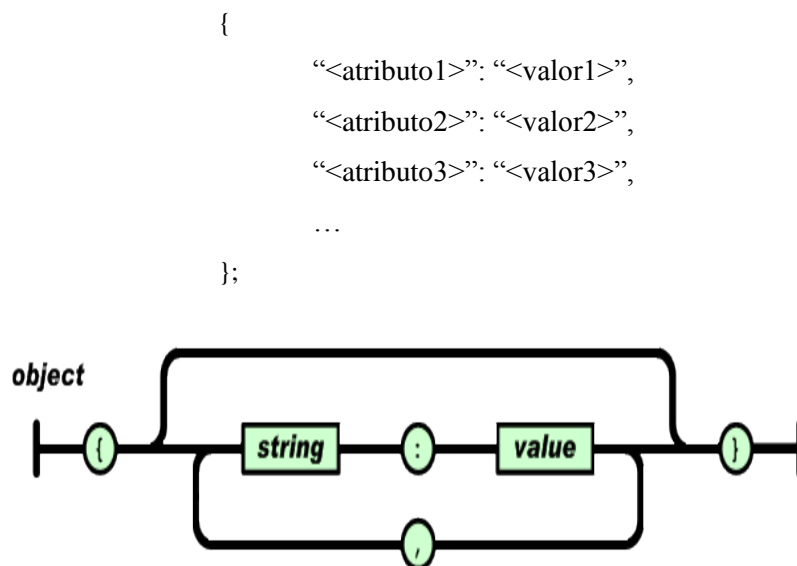 {
“<atributo1>”: “<valor1>”,
“<atributo2>”: “<valor2>”,
“<atributo3>”: “<valor3>”,
…
};
object
{ string : value }
,